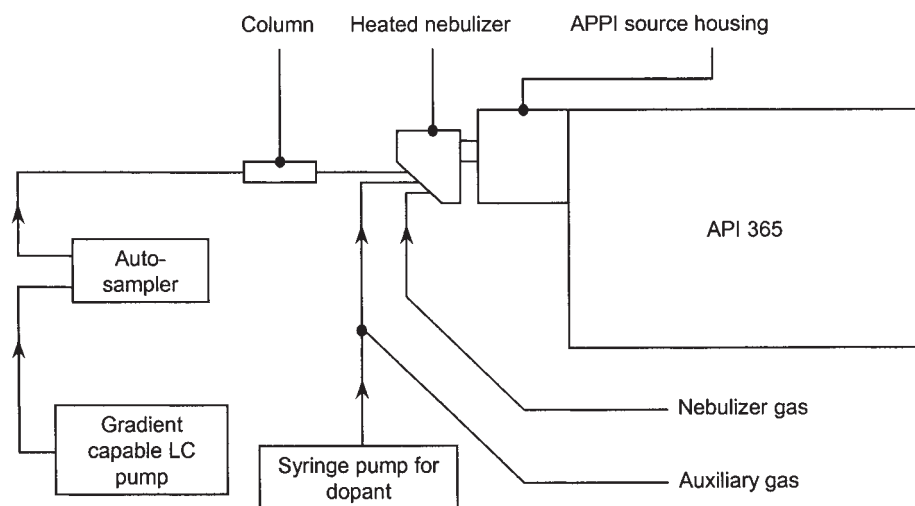 Column
Heated nebulizer
APPI source housing
API 365
Auto-
sampler
Gradient
capable LC
pump
Syringe pump for
dopant
Nebulizer gas
Auxiliary gas